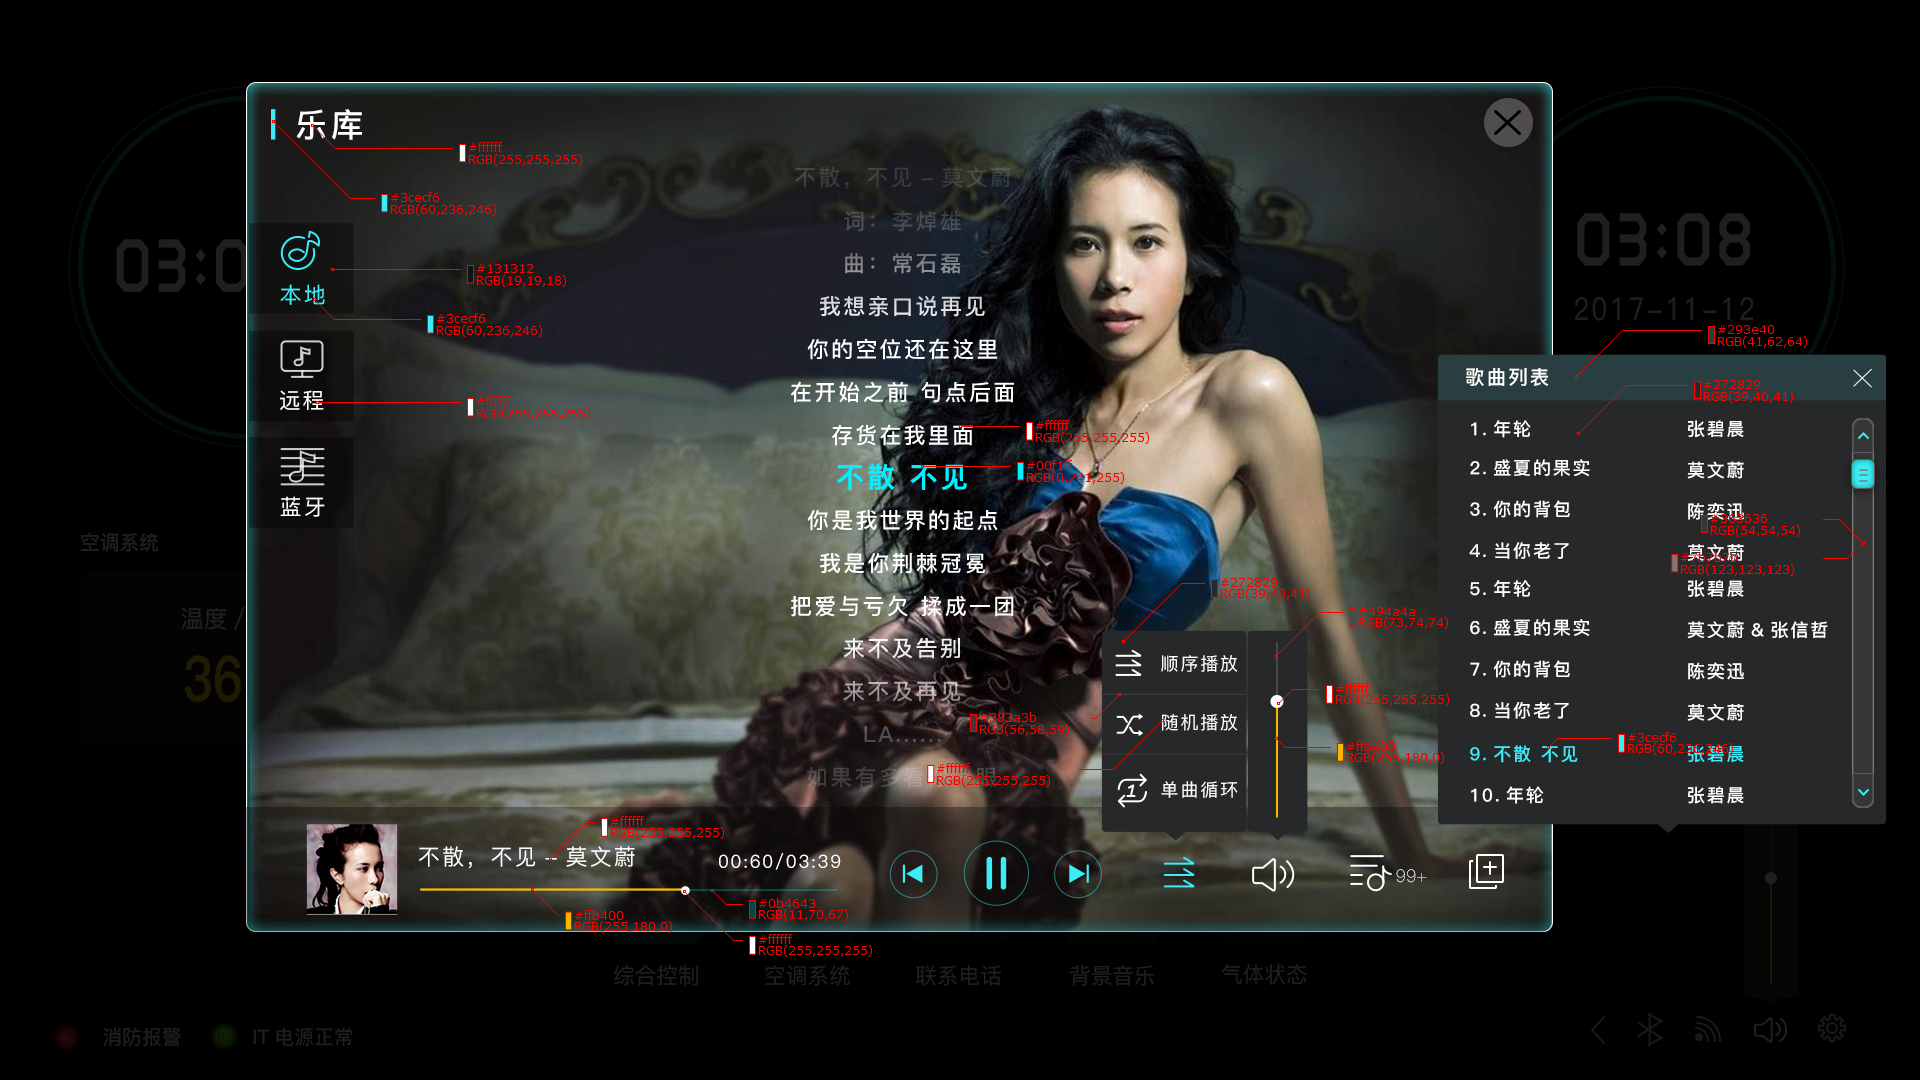 乐库
#ffffff
RGB(255,255,255)
#3cecf6
RGB(60,236,246)
03:0
本地
#131312
RGB(19,19,18)
#3cecf6
RGB(60,236,246)
远程
#ffffff
RGB(255,255,255)
蓝牙
空调系统
温度 /
36
不散，不见 – 莫文蔚
词：李焯雄
曲：常石磊
我想亲口说再见
你的空位还在这里
在开始之前 句点后面
存货在我里面
#ffffff
RGB(255,255,255)
不散 不见
RGB(0,241,255)
你是我世界的起点
我是你荆棘冠冕
把爱与亏欠 揉成一团
来不及告别
来不及再见
LA......
#383a3b
RGB(56,58,59)
如果有多看
#ffffff
RGB(255,255,255)
#272829
RGB(39,40,41)
#494a4a
RGB(73,74,74)
顺序播放
随机播放
单曲循环
#ffffff
RGB(255,255,255)
#ffb400
RGB(255,180,0)
03:08
2017-11-12
#293e40
RGB(41,62,64)
歌曲列表
#272829
RGB(39,40,41)
1. 年轮 张碧晨
2. 盛夏的果实 莫文蔚
3. 你的背包 陈奕迅
#363636
RGB(54,54,54)
4. 当你老了 莫文蔚
RGB(123,123,123)
5. 年轮 张碧晨
6. 盛夏的果实 莫文蔚 & 张信哲
7. 你的背包 陈奕迅
8. 当你老了 莫文蔚
9. 不散 不见 张碧晨
#3cecf6
RGB(60,236,246)
10. 年轮 张碧晨
#ffffff
RGB(255,255,255)
不散，不见 – 莫文蔚
00:60/03:39
99+
#ffb400
RGB(255,180,0)
#0b4643
RGB(11,70,67)
#ffffff
RGB(255,255,255)
综合控制 空调系统 联系电话 背景音乐 气体状态
消防报警 IT 电源正常